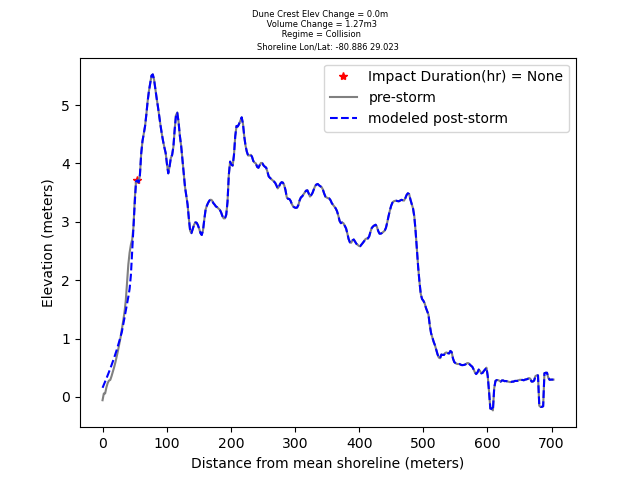 Dune Crest Elev Change = 0.0m
Volume Change = 1.27m3
Regime = Collision
Shoreline Lon/Lat: -80.886 29.023
Impact Duration(hr) = None
pre-storm
modeled post-storm
Elevation (meters)
5
4
3
2
1
0
0 100 200 300 400 500 600 700
Distance from mean shoreline (meters)